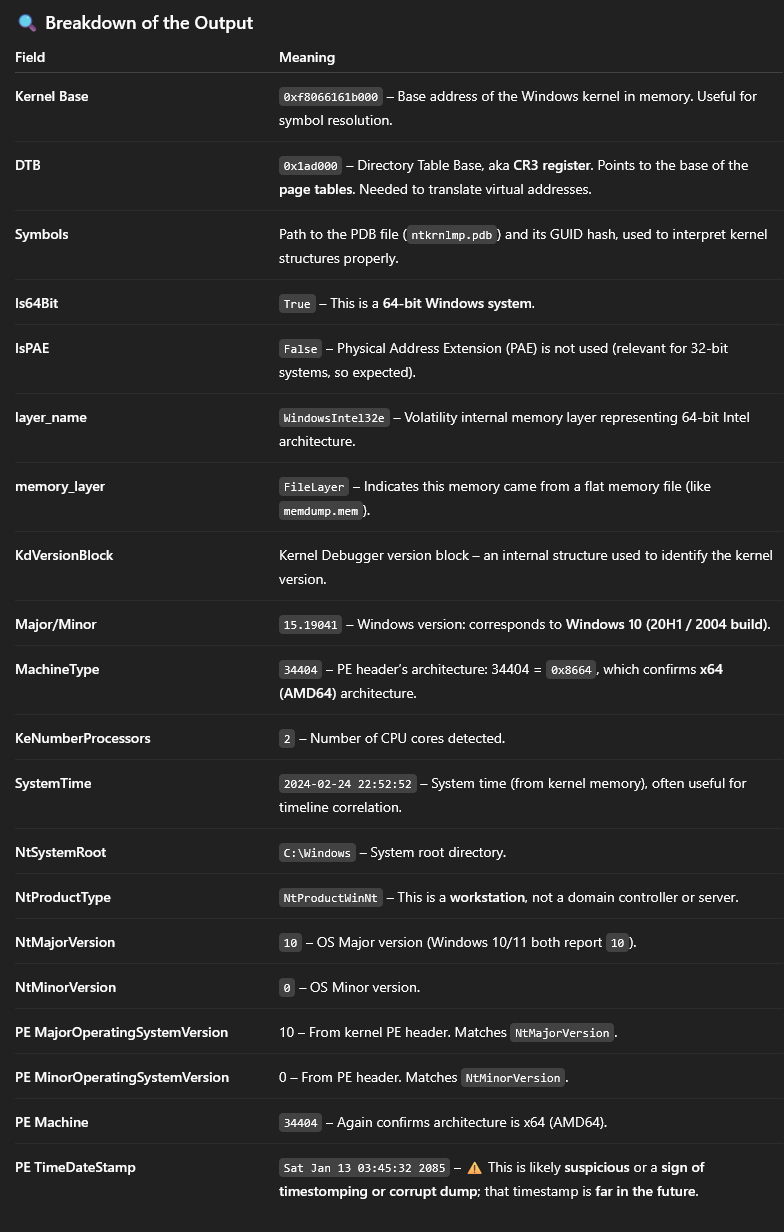 🔍 Breakdown of the Output
Field Meaning
Kernel Base 0xf8066161b000 – Base address of the Windows kernel in memory. Useful for
symbol resolution.
DTB 0x1ad000 – Directory Table Base, aka CR3 register. Points to the base of the
page tables. Needed to translate virtual addresses.
Symbols Path to the PDB file (ntkrnlmp.pdb) and its GUID hash, used to interpret kernel
structures properly.
Is64Bit True – This is a 64-bit Windows system.
IsPAE False – Physical Address Extension (PAE) is not used (relevant for 32-bit
systems, so expected).
layer_name WindowsIntel32e – Volatility internal memory layer representing 64-bit Intel
architecture.
memory_layer FileLayer – Indicates this memory came from a flat memory file (like
memdump.mem).
KdVersionBlock Kernel Debugger version block – an internal structure used to identify the kernel
version.
Major/Minor 15.19041 – Windows version: corresponds to Windows 10 (20H1 / 2004 build).
MachineType 34404 – PE header's architecture: 34404 = 0x8664, which confirms x64
(AMD64) architecture.
KeNumberProcessors 2 – Number of CPU cores detected.
SystemTime 2024-02-24 22:52:52 – System time (from kernel memory), often useful for
timeline correlation.
NtSystemRoot C:\Windows – System root directory.
NtProductType NtProductWinNt – This is a workstation, not a domain controller or server.
NtMajorVersion 10 – OS Major version (Windows 10/11 both report 10).
NtMinorVersion 0 – OS Minor version.
PE MajorOperatingSystemVersion 10 – From kernel PE header. Matches NtMajorVersion.
PE MinorOperatingSystemVersion 0 – From PE header. Matches NtMinorVersion.
PE Machine 34404 – Again confirms architecture is x64 (AMD64).
PE TimeDateStamp Sat Jan 13 03:45:32 2085 – ⚠️ This is likely suspicious or a sign of
timestomping or corrupt dump; that timestamp is far in the future.